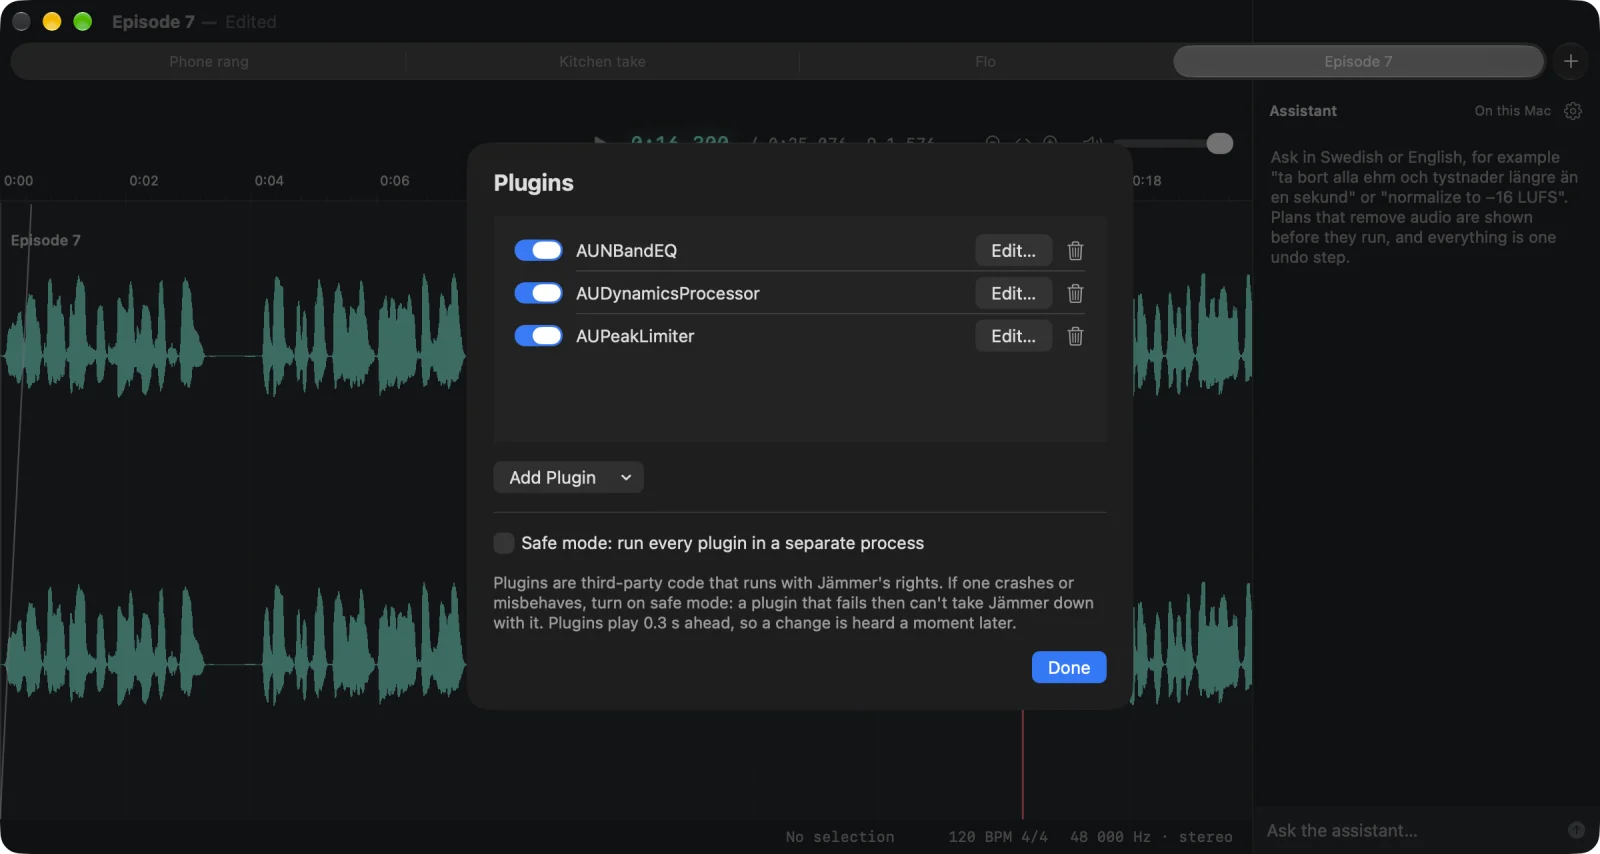 Episode 7 — Edited
Phone rang
Kitchen take
Flo
Episode 7
Assistant
On this Mac
0:00
0:02
0:04
0:06
0:18
Episode 7
Plugins
AUNBandEQ
Edit...
AUDynamicsProcessor
Edit...
AUPeakLimiter
Edit...
Add Plugin
Safe mode: run every plugin in a separate process
Plugins are third-party code that runs with Jämmer's rights. If one crashes or
misbehaves, turn on safe mode: a plugin that fails then can't take Jämmer down
with it. Plugins play 0.3 s ahead, so a change is heard a moment later.
Done
Ask in Swedish or English, for example
"ta bort alla ehm och tystnader längre än
en sekund" or "normalize to –16 LUFS".
Plans that remove audio are shown
before they run, and everything is one
undo step.
No selection
120 BPM 4/4
48 000 Hz · stereo
Ask the assistant...